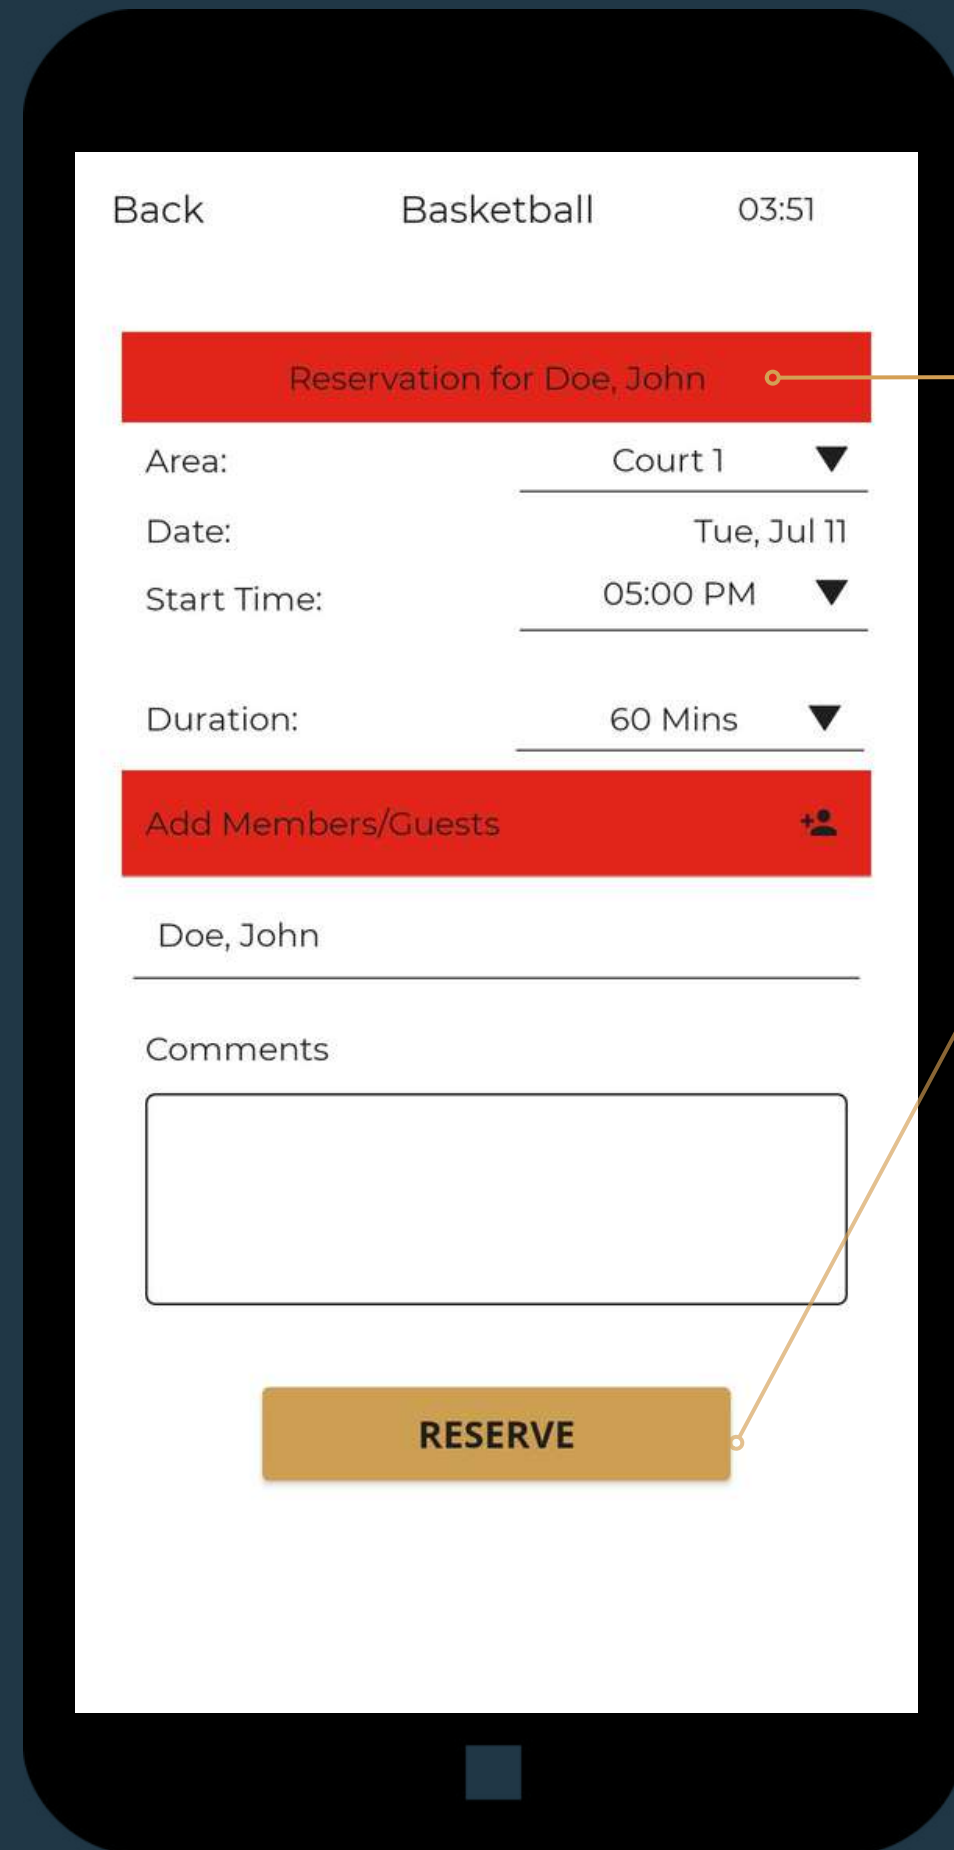 Back Basketball 03:51
Reservation for Doe, John
Area: Court 1
Date: Tue, Jul 11
Start Time: 05:00 PM
Duration: 60 Mins
Add Members/Guests
Doe, John
Comments
RESERVE